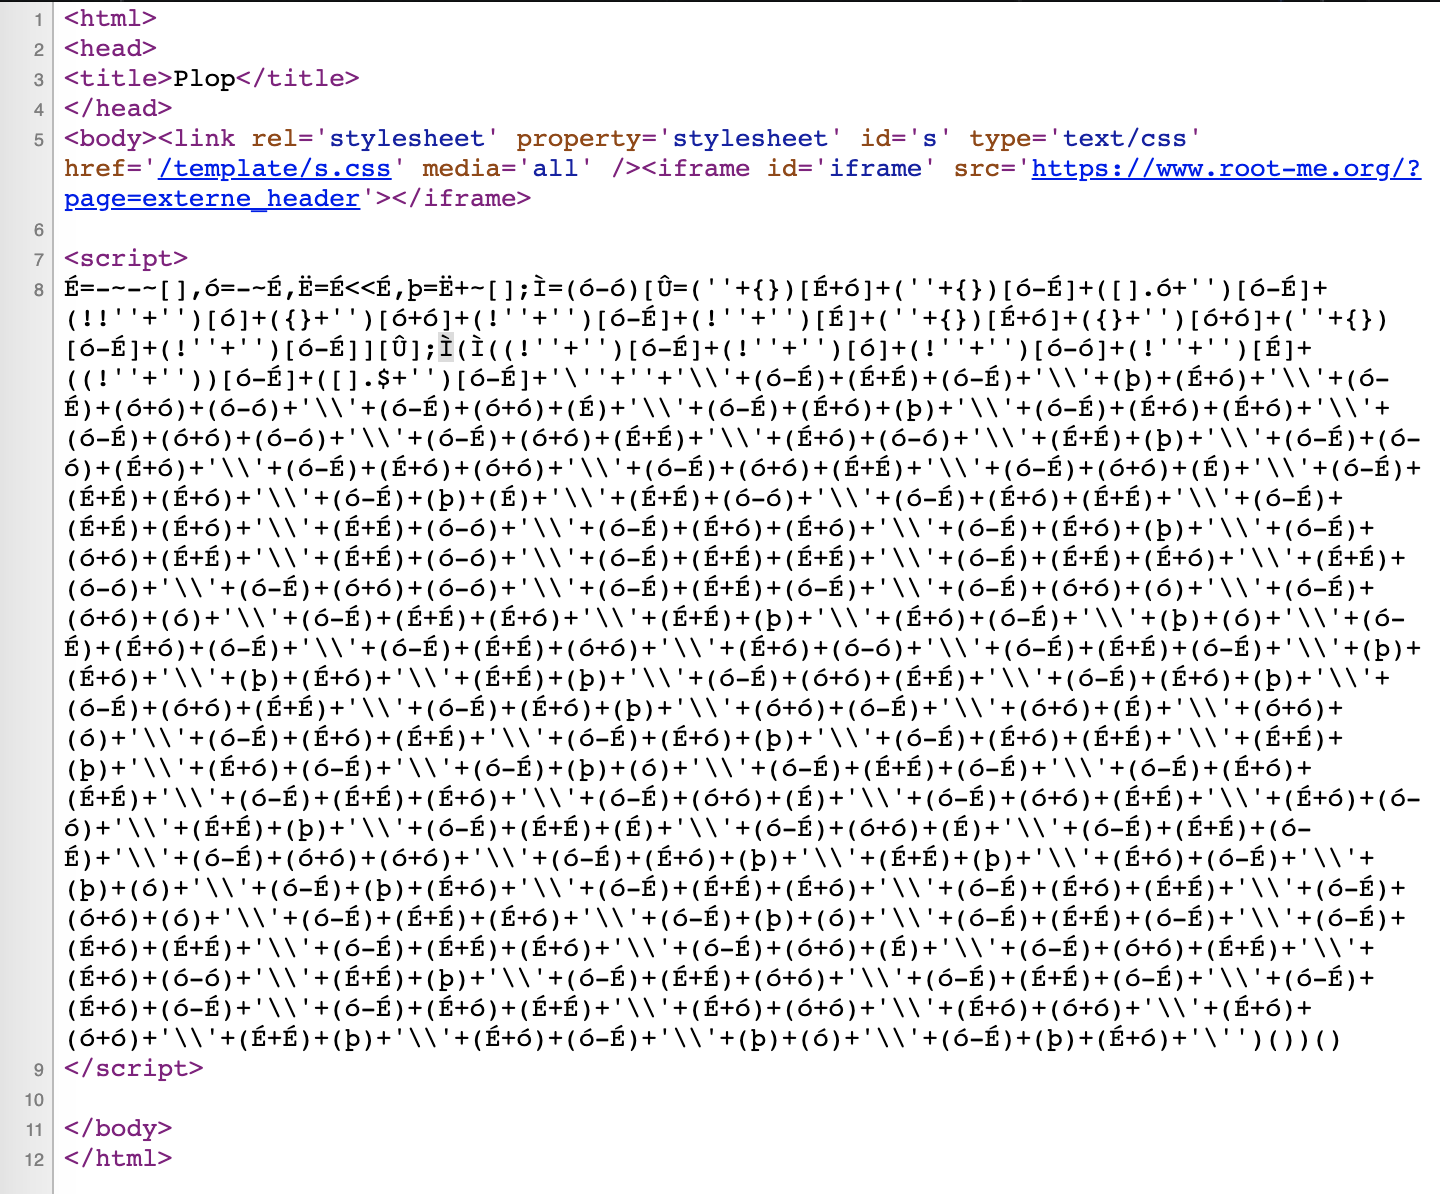 1 <html>
2 <head>
3 <title>Plop</title>
4 </head>
5 <body><link rel='stylesheet' property='stylesheet' id='s' type='text/css'
href='/template/s.css' media='all' /><iframe id='iframe' src='https://www.root-me.org/?
page=externe_header'></iframe>
6
7 <script>
8 É=-~-~[],ó=-~É,Ë=É<<É,þ=Ë+~[];Ì=(ó-ó)[Û=(''+{})[É+ó]+(''+{})[ó-É]+([].ó+'')[ó-É]+
(!!''+'')[ó]+({}+'')[ó+ó]+(!''+'')[ó-É]+(!''+'')[É]+(''+{})[É+ó]+({}+'')[ó+ó]+(''+{})
[ó-É]+(!''+'')[ó-É]][Û];Ì(Ì((!''+'')[ó-É]+(!''+'')[ó]+(!''+'')[ó-ó]+(!''+'')[É]+
((!''+''))[ó-É]+([].$+'')[ó-É]+'\''+''+'\\'+(ó-É)+(É+É)+(ó-É)+'\\'+(þ)+(É+ó)+'\\'+(ó-
É)+(ó+ó)+(ó-ó)+'\\'+(ó-É)+(ó+ó)+(É)+'\\'+(ó-É)+(É+ó)+(þ)+'\\'+(ó-É)+(É+ó)+(É+ó)+'\\'+
(ó-É)+(ó+ó)+(ó-ó)+'\\'+(ó-É)+(ó+ó)+(É+É)+'\\'+(É+ó)+(ó-ó)+'\\'+(É+É)+(þ)+'\\'+(ó-É)+(ó-
ó)+(É+ó)+'\\'+(ó-É)+(É+ó)+(ó+ó)+'\\'+(ó-É)+(ó+ó)+(É+É)+'\\'+(ó-É)+(ó+ó)+(É)+'\\'+(ó-É)+
(É+É)+(É+ó)+'\\'+(ó-É)+(þ)+(É)+'\\'+(É+É)+(ó-ó)+'\\'+(ó-É)+(É+ó)+(É+É)+'\\'+(ó-É)+
(É+É)+(É+ó)+'\\'+(É+É)+(ó-ó)+'\\'+(ó-É)+(É+ó)+(É+ó)+'\\'+(ó-É)+(É+ó)+(þ)+'\\'+(ó-É)+
(ó+ó)+(É+É)+'\\'+(É+É)+(ó-ó)+'\\'+(ó-É)+(É+É)+(É+É)+'\\'+(ó-É)+(É+É)+(É+ó)+'\\'+(É+É)+
(ó-ó)+'\\'+(ó-É)+(ó+ó)+(ó-ó)+'\\'+(ó-É)+(É+É)+(ó-É)+'\\'+(ó-É)+(ó+ó)+(ó)+'\\'+(ó-É)+
(ó+ó)+(ó)+'\\'+(ó-É)+(É+É)+(É+ó)+'\\'+(É+É)+(þ)+'\\'+(É+ó)+(ó-É)+'\\'+(þ)+(ó)+'\\'+(ó-
É)+(É+ó)+(ó-É)+'\\'+(ó-É)+(É+É)+(ó+ó)+'\\'+(É+ó)+(ó-ó)+'\\'+(ó-É)+(É+É)+(ó-É)+'\\'+(þ)+
(É+ó)+'\\'+(þ)+(É+ó)+'\\'+(É+É)+(þ)+'\\'+(ó-É)+(ó+ó)+(É+É)+'\\'+(ó-É)+(É+ó)+(þ)+'\\'+
(ó-É)+(ó+ó)+(É+É)+'\\'+(ó-É)+(É+ó)+(þ)+'\\'+(ó+ó)+(ó-É)+'\\'+(ó+ó)+(É)+'\\'+(ó+ó)+
(ó)+'\\'+(ó-É)+(É+ó)+(É+É)+'\\'+(ó-É)+(É+ó)+(þ)+'\\'+(ó-É)+(É+ó)+(É+É)+'\\'+(É+É)+
(þ)+'\\'+(É+ó)+(ó-É)+'\\'+(ó-É)+(þ)+(ó)+'\\'+(ó-É)+(É+É)+(ó-É)+'\\'+(ó-É)+(É+ó)+
(É+É)+'\\'+(ó-É)+(É+É)+(É+ó)+'\\'+(ó-É)+(ó+ó)+(É)+'\\'+(ó-É)+(ó+ó)+(É+É)+'\\'+(É+ó)+(ó-
ó)+'\\'+(É+É)+(þ)+'\\'+(ó-É)+(É+É)+(É)+'\\'+(ó-É)+(ó+ó)+(É)+'\\'+(ó-É)+(É+É)+(ó-
É)+'\\'+(ó-É)+(ó+ó)+(ó+ó)+'\\'+(ó-É)+(É+ó)+(þ)+'\\'+(É+É)+(þ)+'\\'+(É+ó)+(ó-É)+'\\'+
(þ)+(ó)+'\\'+(ó-É)+(þ)+(É+ó)+'\\'+(ó-É)+(É+É)+(É+ó)+'\\'+(ó-É)+(É+ó)+(É+É)+'\\'+(ó-É)+
(ó+ó)+(ó)+'\\'+(ó-É)+(É+É)+(É+ó)+'\\'+(ó-É)+(þ)+(ó)+'\\'+(ó-É)+(É+É)+(ó-É)+'\\'+(ó-É)+
(É+ó)+(É+É)+'\\'+(ó-É)+(É+É)+(É+ó)+'\\'+(ó-É)+(ó+ó)+(É)+'\\'+(ó-É)+(ó+ó)+(É+É)+'\\'+
(É+ó)+(ó-ó)+'\\'+(É+É)+(þ)+'\\'+(ó-É)+(É+É)+(ó+ó)+'\\'+(ó-É)+(É+É)+(ó-É)+'\\'+(ó-É)+
(É+ó)+(ó-É)+'\\'+(ó-É)+(É+ó)+(É+É)+'\\'+(É+ó)+(ó+ó)+'\\'+(É+ó)+(ó+ó)+'\\'+(É+ó)+
(ó+ó)+'\\'+(É+É)+(þ)+'\\'+(É+ó)+(ó-É)+'\\'+(þ)+(ó)+'\\'+(ó-É)+(þ)+(É+ó)+'\'')())()
9 </script>
10
11 </body>
12 </html>